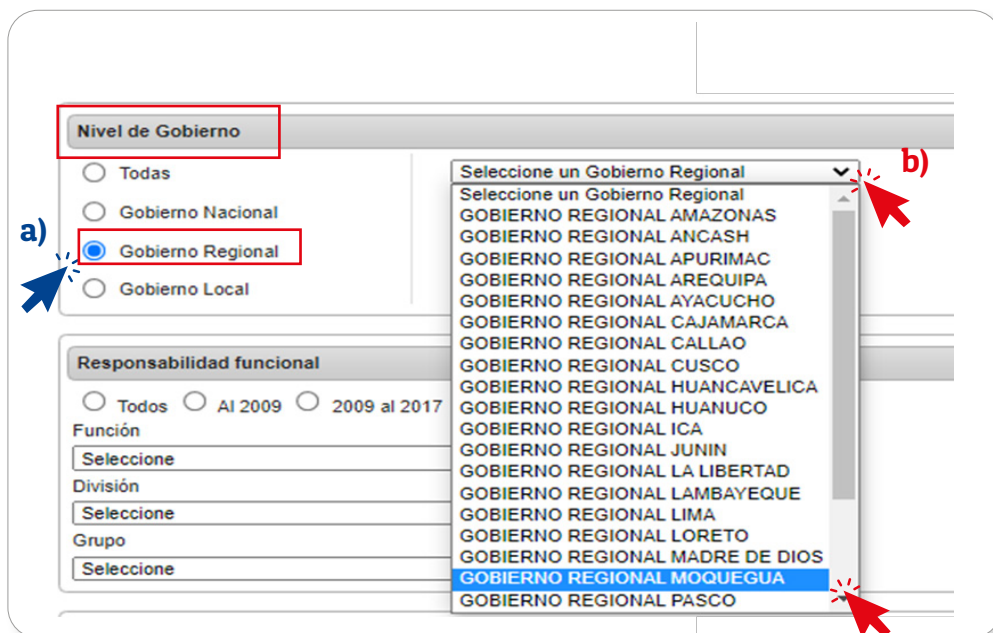 Nivel de Gobierno
Todas
Gobierno Nacional
a)
Gobierno Regional
Gobierno Local
Seleccione un Gobierno Regional
b)
Seleccione un Gobierno Regional
GOBIERNO REGIONAL AMAZONAS
GOBIERNO REGIONAL ANCASH
GOBIERNO REGIONAL APURIMAC
GOBIERNO REGIONAL AREQUIPA
GOBIERNO REGIONAL AYACUCHO
GOBIERNO REGIONAL CAJAMARCA
GOBIERNO REGIONAL CALLAO
GOBIERNO REGIONAL CUSCO
GOBIERNO REGIONAL HUANCAVELICA
GOBIERNO REGIONAL HUANUCO
GOBIERNO REGIONAL ICA
GOBIERNO REGIONAL JUNIN
GOBIERNO REGIONAL LA LIBERTAD
GOBIERNO REGIONAL LAMBAYEQUE
GOBIERNO REGIONAL LIMA
GOBIERNO REGIONAL LORETO
GOBIERNO REGIONAL MADRE DE DIOS
GOBIERNO REGIONAL MOQUEGUA
GOBIERNO REGIONAL PASCO
Responsabilidad funcional
Todos Al 2009 2009 al 2017
Función
Seleccione
División
Seleccione
Grupo
Seleccione